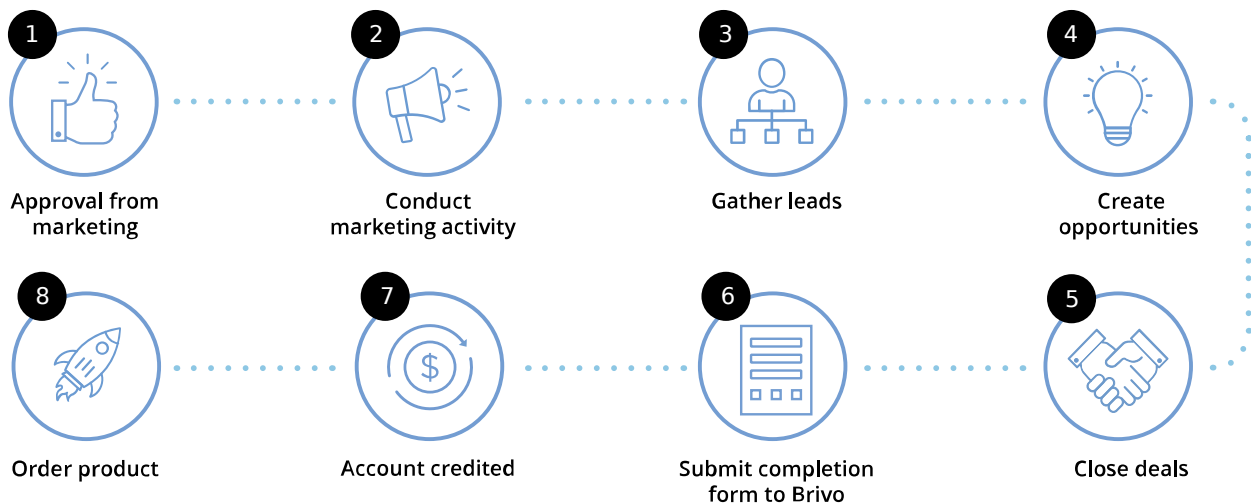 1
Approval from
marketing
2
Conduct
marketing activity
3
Gather leads
4
Create
opportunities
5
Close deals
6
Submit completion
form to Brivo
7
$
Account credited
8
Order product